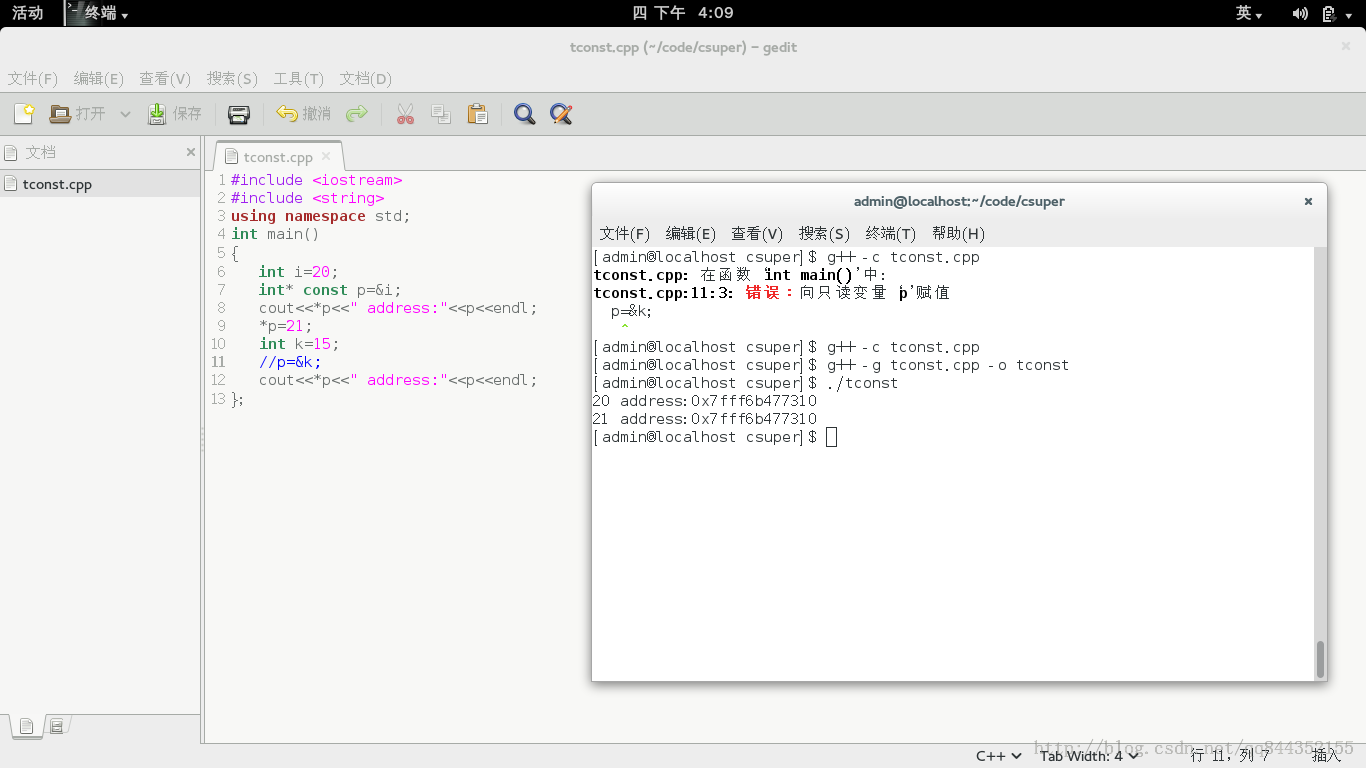 活动 终端 四 下午 4:09 英
tconst.cpp (~/code/csuper) – gedit
文件(F) 编辑(E) 查看(V) 搜索(S) 工具(T) 文档(D)
打开 保存 撤消
文档
tconst.cpp
tconst.cpp
1 #include <iostream>
2 #include <string>
3 using namespace std;
4 int main()
5 {
6 int i=20;
7 int* const p=&i;
8 cout<<*p<<" address:"<<p<<endl;
9 *p=21;
10 int k=15;
11 //p=&k;
12 cout<<*p<<" address:"<<p<<endl;
13 };
admin@localhost:~/code/csuper
文件(F) 编辑(E) 查看(V) 搜索(S) 终端(T) 帮助(H)
[admin@localhost csuper]$ g++ -c tconst.cpp
tconst.cpp: 在函数 ‘int main()’中:
tconst.cpp:11:3: 错误：向只读变量 ‘p’赋值
p=&k;
^
[admin@localhost csuper]$ g++ -c tconst.cpp
[admin@localhost csuper]$ g++ -g tconst.cpp -o tconst
[admin@localhost csuper]$ ./tconst
20 address:0x7fff6b477310
21 address:0x7fff6b477310
[admin@localhost csuper]$
http://blog.csdn.net/qq844352155
C++ Tab Width: 4 行 11，列 7 插入